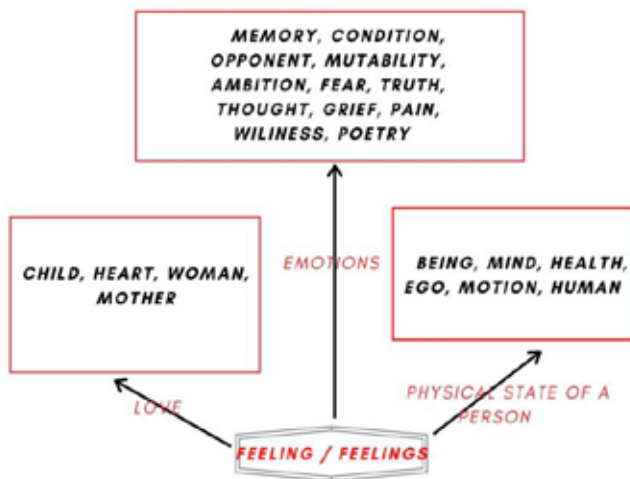 MEMORY, CONDITION,
OPPONENT, MUTABILITY,
AMBITION, FEAR, TRUTH,
THOUGHT, GRIEF, PAIN,
WILINESS, POETRY
CHILD, HEART, WOMAN,
MOTHER
EMOTIONS
BEING, MIND, HEALTH,
EGO, MOTION, HUMAN
LOVE
PHYSICAL STATE OF A
PERSON
FEELING / FEELINGS